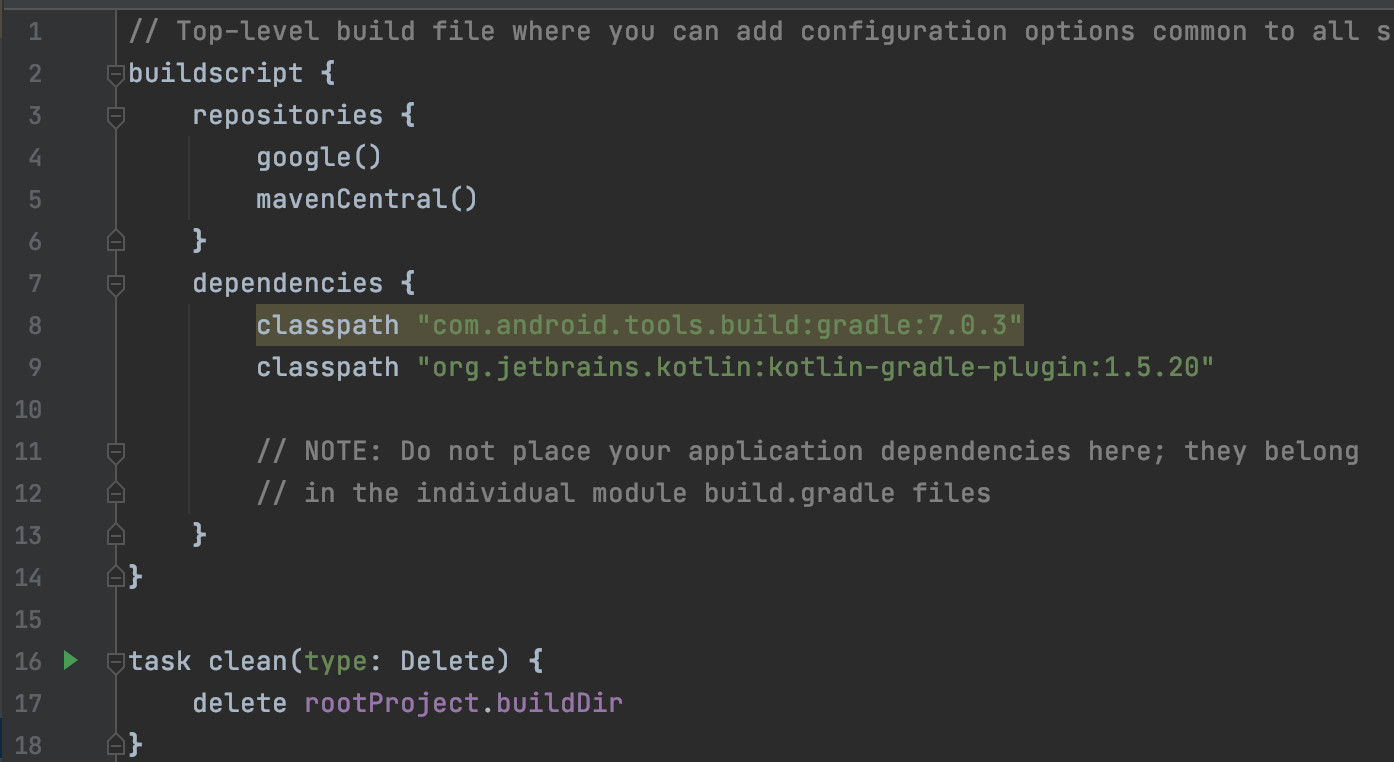 1 // Top-level build file where you can add configuration options common to all s
2 buildscript {
3     repositories {
4         google()
5         mavenCentral()
6     }
7     dependencies {
8         classpath "com.android.tools.build:gradle:7.0.3"
9         classpath "org.jetbrains.kotlin:kotlin-gradle-plugin:1.5.20"
10
11         // NOTE: Do not place your application dependencies here; they belong
12         // in the individual module build.gradle files
13     }
14 }
15
16 task clean(type: Delete) {
17     delete rootProject.buildDir
18 }